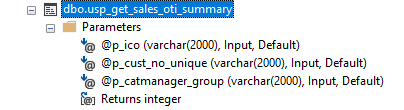 dbo.usp_get_sales_oti_summary
Parameters
@p_ico (varchar(2000), Input, Default)
@p_cust_no_unique (varchar(2000), Input, Default)
@p_catmanager_group (varchar(2000), Input, Default)
Returns integer